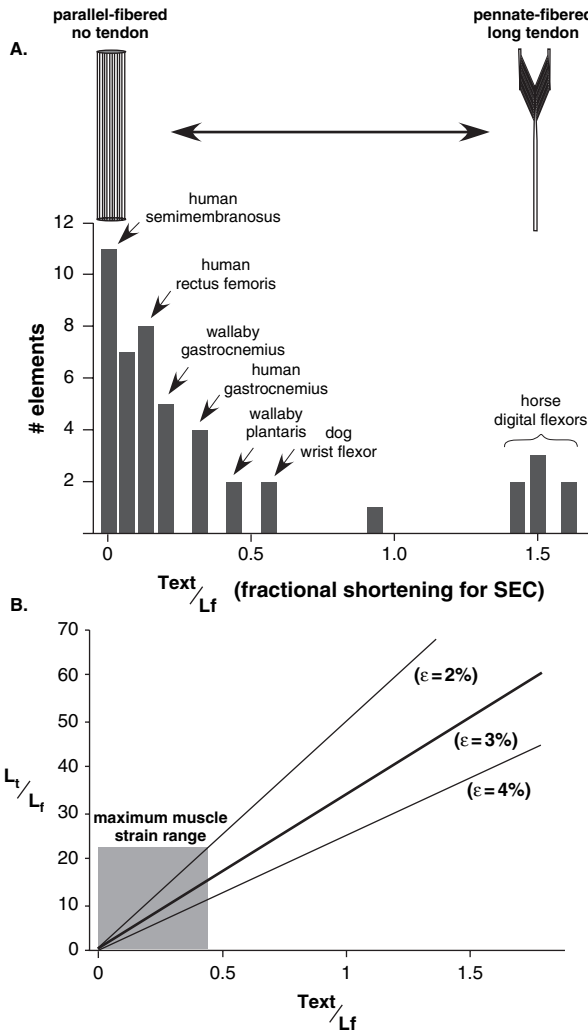 parallel-fibered
no tendon
pennate-fibered
long tendon
A.
human
semimembranosus
human
rectus femoris
wallaby
gastrocnemius
human
gastrocnemius
wallaby
plantaris
dog
wrist flexor
horse
digital flexors
# elements
12
10
8
6
4
2
0
0.5
1.0
1.5
Text/Lf (fractional shortening for SEC)
B.
70
60
50
40
30
20
10
0
Lt/Lf
(ε=2%)
(ε=3%)
(ε=4%)
maximum muscle
strain range
0
0.5
1
1.5
Text/Lf